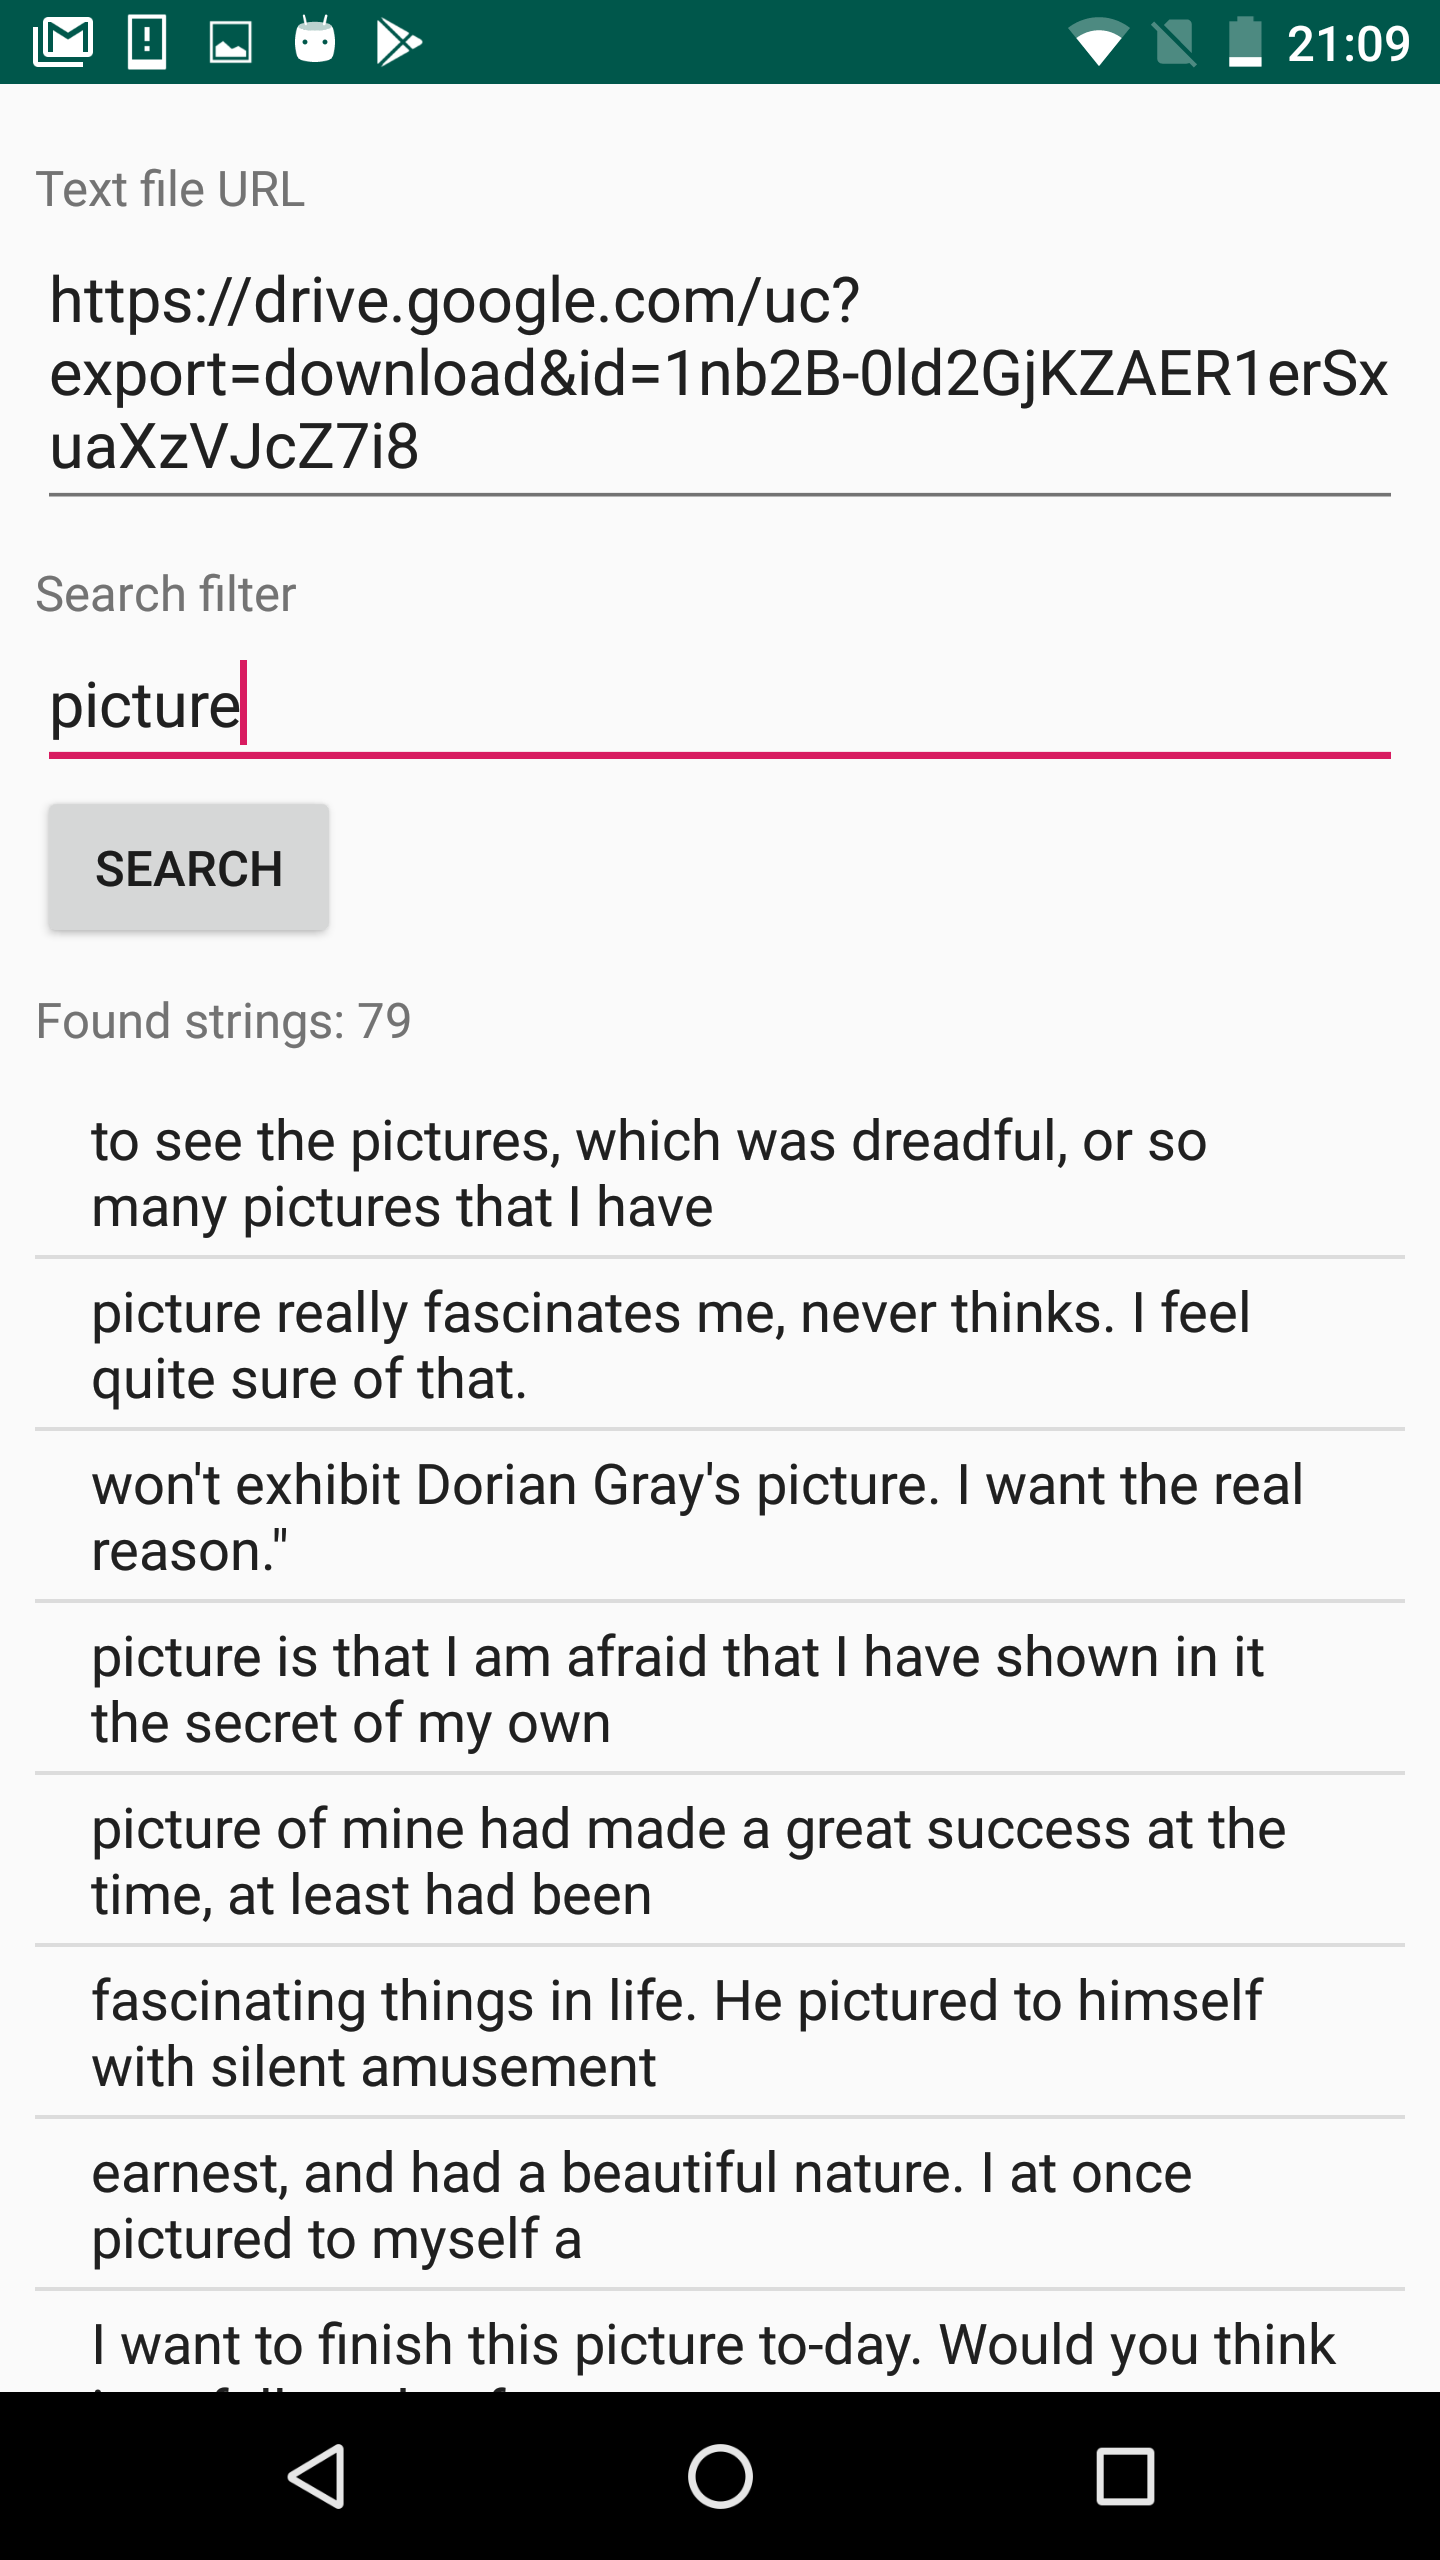 21:09
Text file URL
https://drive.google.com/uc?
export=download&id=1nb2B-0ld2GjKZAER1erSx
uaXzVJcZ7i8
Search filter
picture
SEARCH
Found strings: 79
to see the pictures, which was dreadful, or so
many pictures that I have
picture really fascinates me, never thinks. I feel
quite sure of that.
won't exhibit Dorian Gray's picture. I want the real
reason."
picture is that I am afraid that I have shown in it
the secret of my own
picture of mine had made a great success at the
time, at least had been
fascinating things in life. He pictured to himself
with silent amusement
earnest, and had a beautiful nature. I at once
pictured to myself a
I want to finish this picture to-day. Would you think